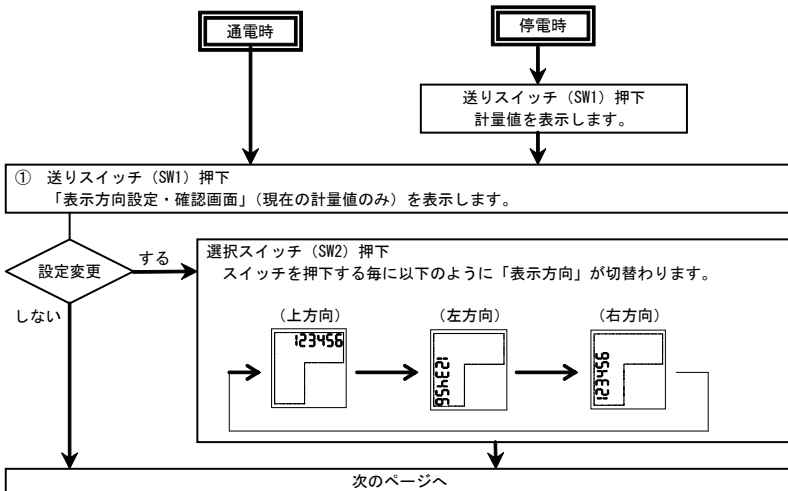 通電時
停電時
送りスイッチ（SW1）押下
計量値を表示します。
① 送りスイッチ（SW1）押下
「表示方向設定・確認画面」（現在の計量値のみ）を表示します。
設定変更
する
しない
選択スイッチ（SW2）押下
スイッチを押下する毎に以下のように「表示方向」が切替わります。
（上方向）
（左方向）
（右方向）
123456
123456
123456
次のページへ